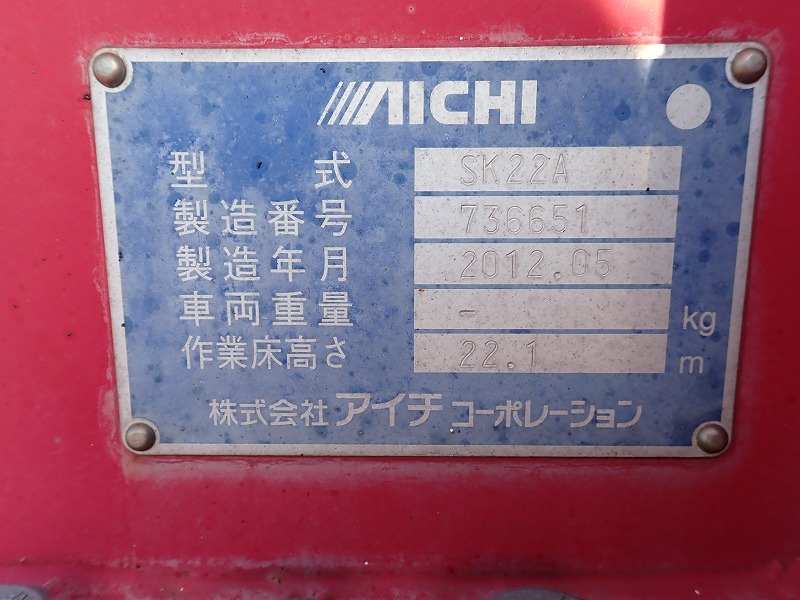 AICHI
型 式 SK22A
製造番号 736651
製造年月 2012.05
車両重量 - kg
作業床高さ 22.1 m
株式会社 アイチ コーポレーション